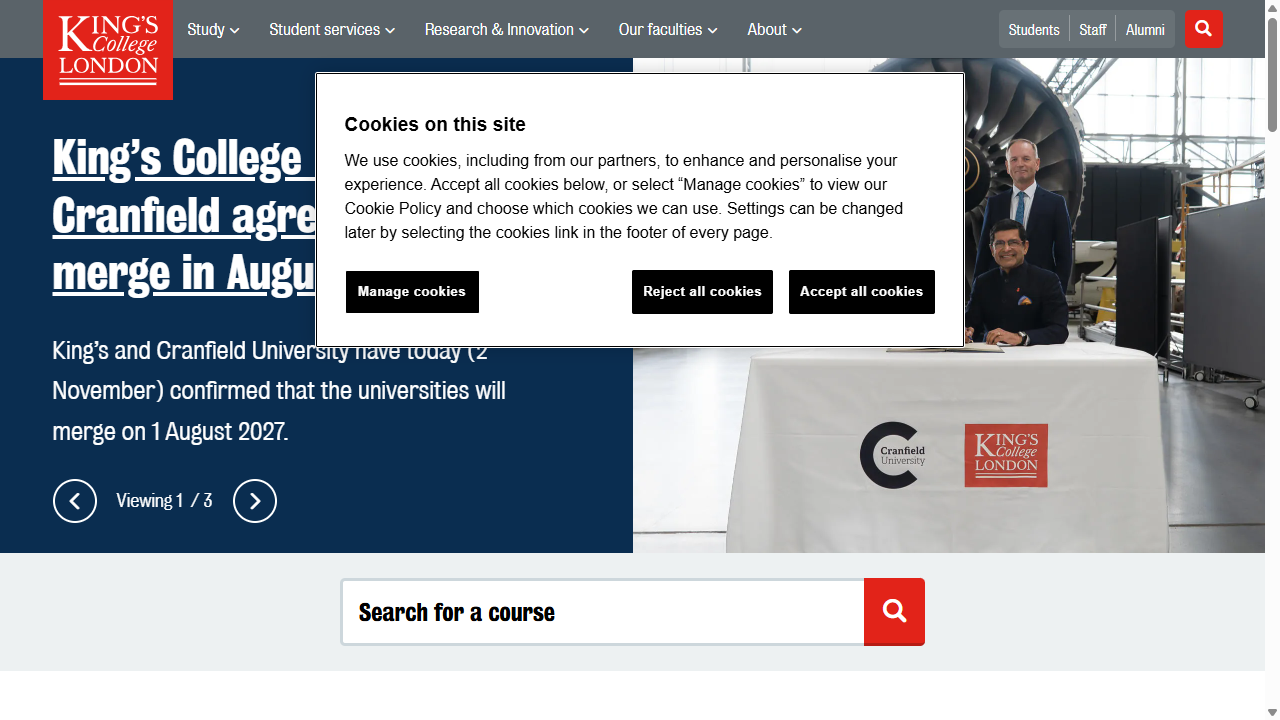 KING'S
College
LONDON
Study
Student services
Research & Innovation
Our faculties
About
Students
Staff
Alumni
King's College
Cranfield agre
merge in Augu
King's and Cranfield University have today (2
November) confirmed that the universities will
merge on 1 August 2027.
Viewing 1 / 3
Cookies on this site
We use cookies, including from our partners, to enhance and personalise your
experience. Accept all cookies below, or select “Manage cookies” to view our
Cookie Policy and choose which cookies we can use. Settings can be changed
later by selecting the cookies link in the footer of every page.
Manage cookies
Reject all cookies
Accept all cookies
Cranfield
University
KING'S
College
LONDON
Search for a course